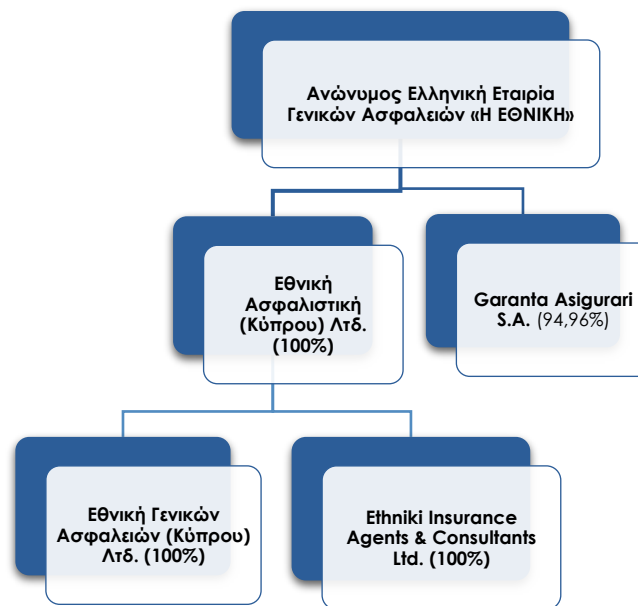 Ανώνυμος Ελληνική Εταιρία
Γενικών Ασφαλειών «Η ΕΘΝΙΚΗ»
Εθνική
Ασφαλιστική
(Κύπρου) Λτδ.
(100%)
Garanta Asigurari
S.A. (94,96%)
Εθνική Γενικών
Ασφαλειών (Κύπρου)
Λτδ. (100%)
Ethniki Insurance
Agents & Consultants
Ltd. (100%)